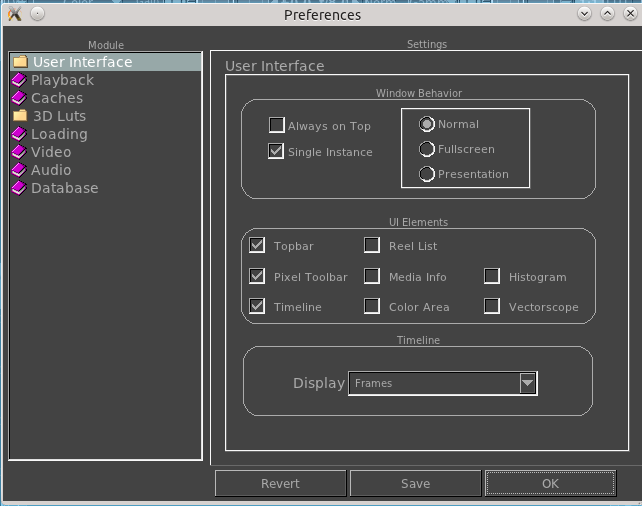 Preferences
Module
Settings
User Interface
Playback
Caches
3D Luts
Loading
Video
Audio
Database
User Interface
Window Behavior
Always on Top
Single Instance
Normal
Fullscreen
Presentation
UI Elements
Topbar
Reel List
Pixel Toolbar
Media Info
Histogram
Timeline
Color Area
Vectorscope
Timeline
Display
Frames
Revert
Save
OK